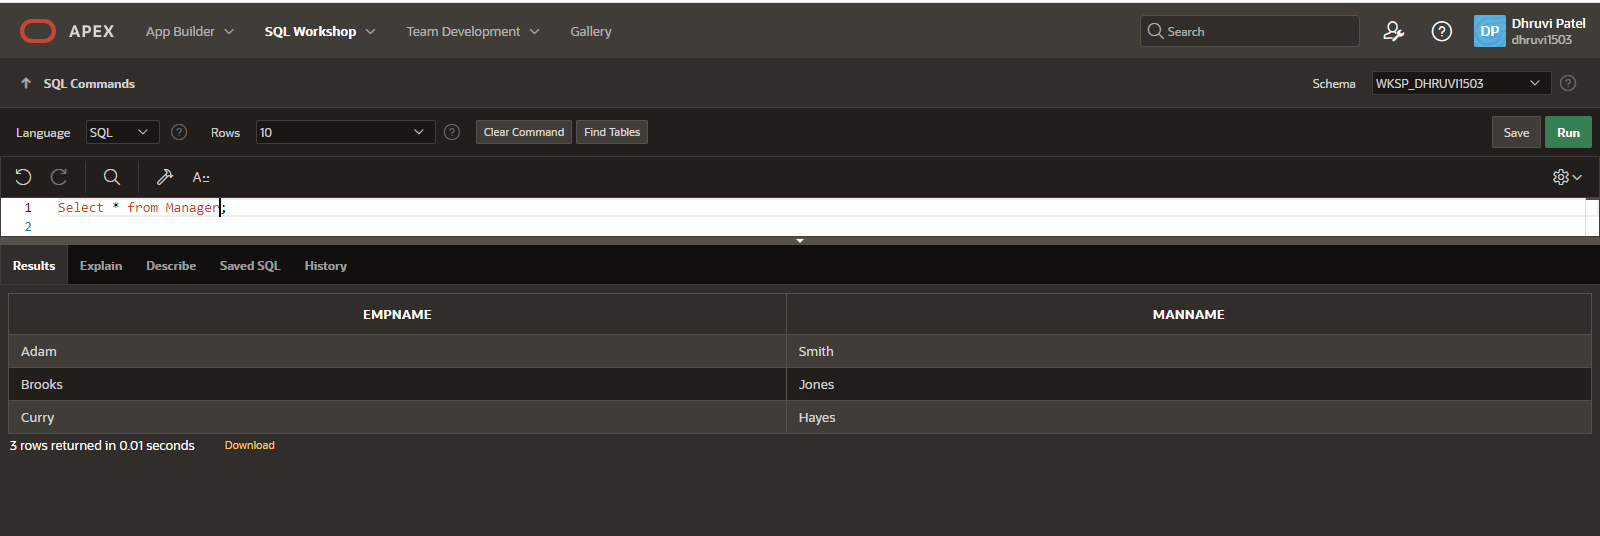 APEX App Builder SQL Workshop Team Development Gallery Search DP Dhruvi Patel
dhruvi1503
SQL Commands Schema WKSP_DHRUVI1503
Language SQL Rows 10 Clear Command Find Tables Save Run
A::
1 Select * from Manager;
2
Results Explain Describe Saved SQL History
EMPNAME MANNAME
Adam Smith
Brooks Jones
Curry Hayes
3 rows returned in 0.01 seconds Download